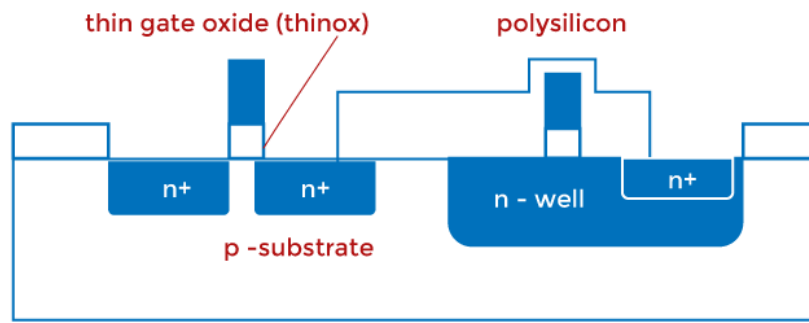 thin gate oxide (thinox)
polysilicon
n+
n+
n - well
n+
p -substrate